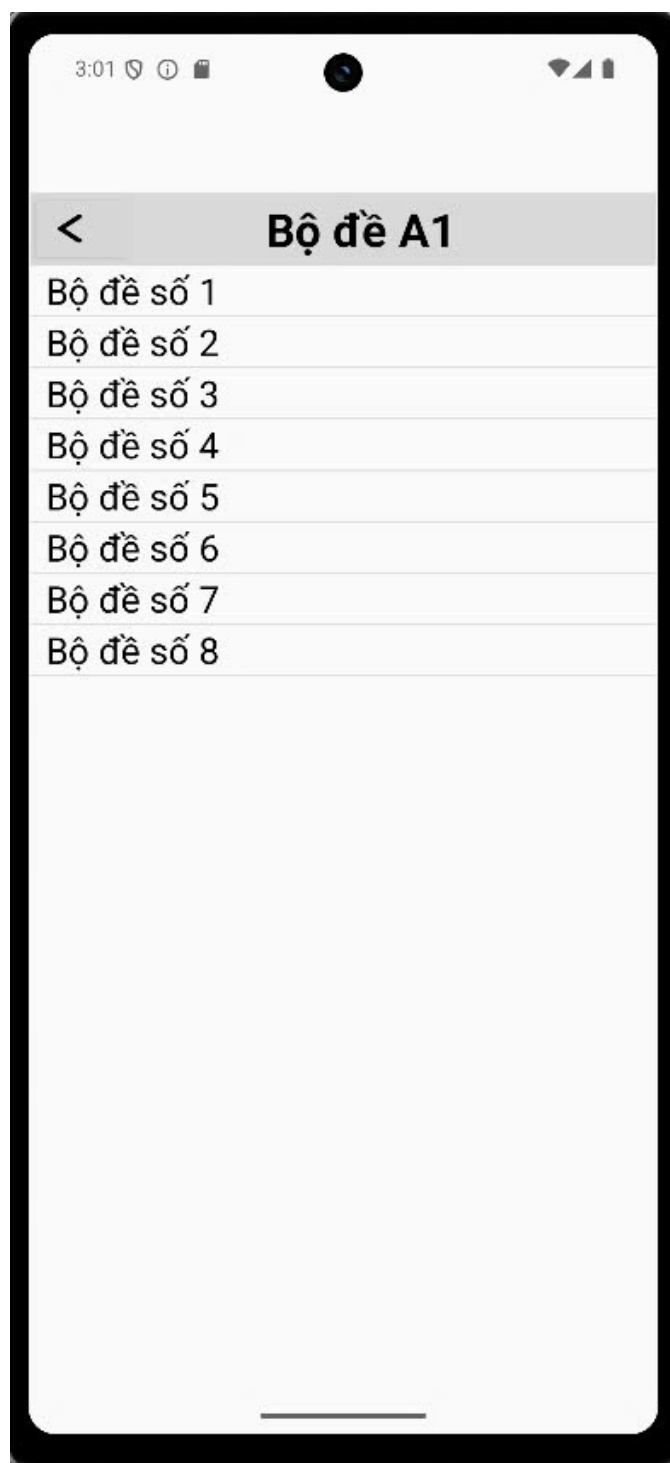 3:01
< Bộ đề A1
Bộ đề số 1
Bộ đề số 2
Bộ đề số 3
Bộ đề số 4
Bộ đề số 5
Bộ đề số 6
Bộ đề số 7
Bộ đề số 8